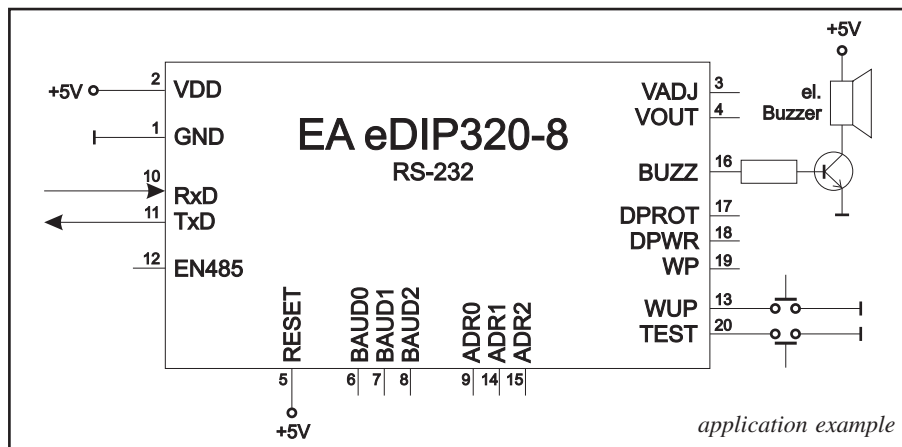 +5V
2
VDD
+5V
1
GND
10
RxD
11
TxD
12
EN485
EA eDIP320-8
RS-232
VADJ
3
VOUT
4
el.
Buzzer
BUZZ
16
DPROT
17
DPWR
18
WP
19
WUP
13
TEST
20
RESET
BAUD0
BAUD1
BAUD2
ADR0
ADR1
ADR2
5
6
7
8
9
14
15
+5V
application example